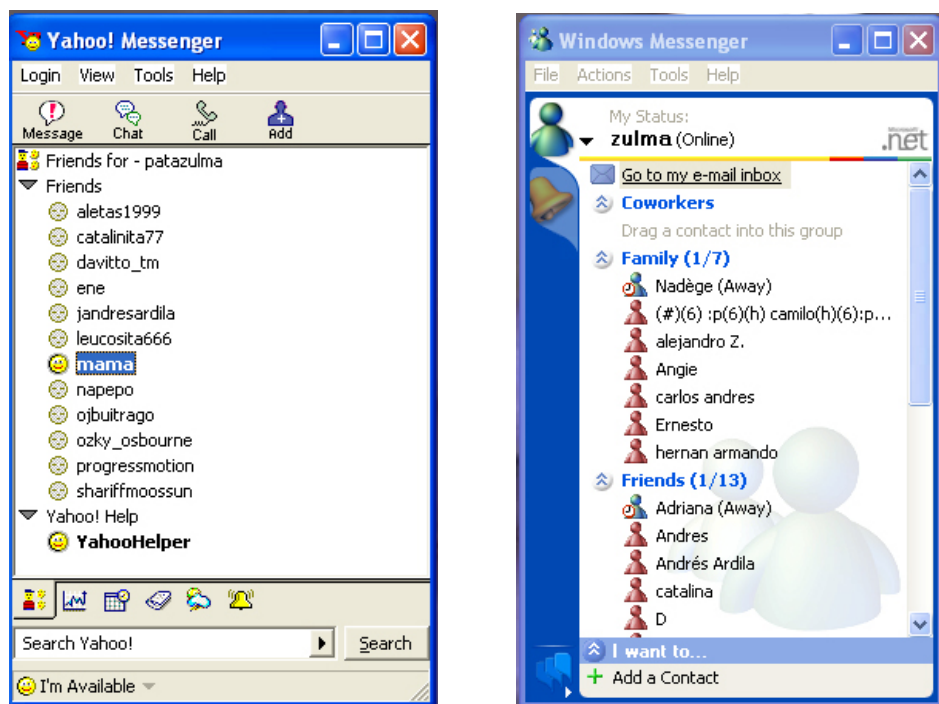 Yahoo! Messenger
Login View Tools Help
Message Chat Call Add
Friends for - patazulma
Friends
aletas1999
catalinita77
davitto_tm
ene
jandresardila
leucosita666
mama
napepo
ojbuitrago
ozky_osbourne
progressmotion
shariffmoossun
Yahoo! Help
YahooHelper
Search Yahoo! Search
I'm Available
Windows Messenger
File Actions Tools Help
My Status:
zulma (Online)
Microsoft
.net
Go to my e-mail inbox
Coworkers
Drag a contact into this group
Family (1/7)
Nadège (Away)
(#)(6) :p(6)(h) camilo(h)(6):p...
alejandro Z.
Angie
carlos andres
Ernesto
hernan armando
Friends (1/13)
Adriana (Away)
Andres
Andrés Ardila
catalina
D
I want to...
+ Add a Contact